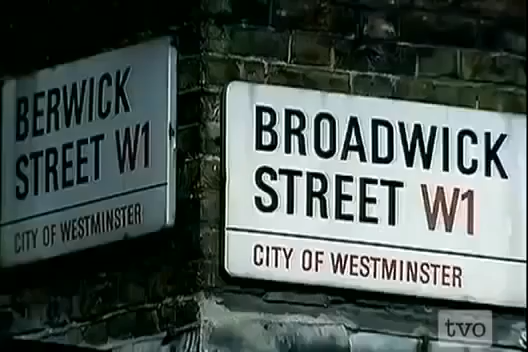 BERWICK
STREET W1
CITY OF WESTMINSTER
BROADWICK
STREET W1
CITY OF WESTMINSTER
tvo